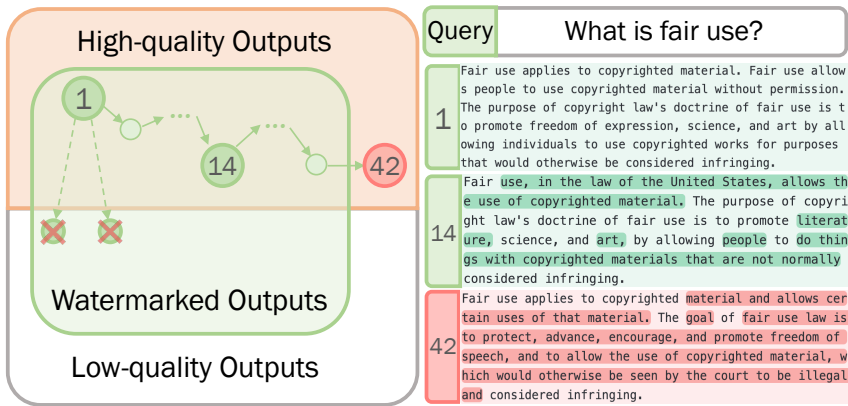 High-quality Outputs
1
...
...
14
42
Watermarked Outputs
Low-quality Outputs
Query
What is fair use?
1
Fair use applies to copyrighted material. Fair use allow
s people to use copyrighted material without permission.
The purpose of copyright law's doctrine of fair use is t
o promote freedom of expression, science, and art by all
owing individuals to use copyrighted works for purposes
that would otherwise be considered infringing.
14
Fair use, in the law of the United States, allows th
e use of copyrighted material. The purpose of copyri
ght law's doctrine of fair use is to promote literat
ure, science, and art, by allowing people to do thin
gs with copyrighted materials that are not normally
considered infringing.
42
Fair use applies to copyrighted material and allows cer
tain uses of that material. The goal of fair use law is
to protect, advance, encourage, and promote freedom of
speech, and to allow the use of copyrighted material, w
hich would otherwise be seen by the court to be illegal
and considered infringing.